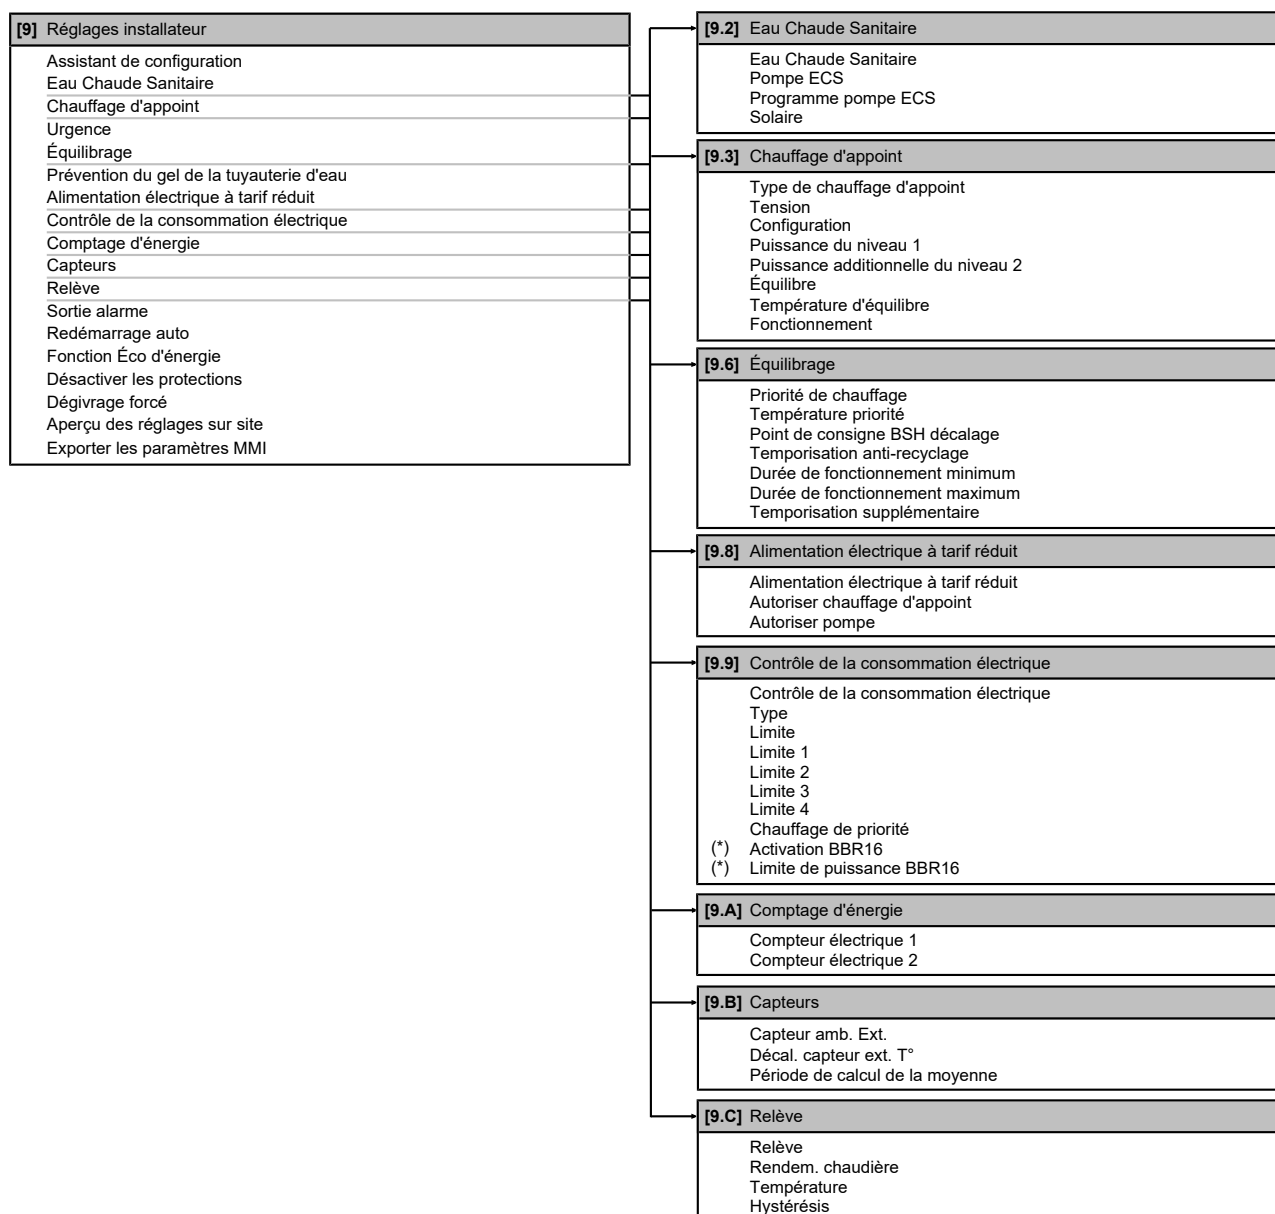 [9] Réglages installateur
Assistant de configuration
Eau Chaude Sanitaire
Chauffage d'appoint
Urgence
Équilibrage
Prévention du gel de la tuyauterie d'eau
Alimentation électrique à tarif réduit
Contrôle de la consommation électrique
Comptage d'énergie
Capteurs
Relève
Sortie alarme
Redémarrage auto
Fonction Éco d'énergie
Désactiver les protections
Dégivrage forcé
Aperçu des réglages sur site
Exporter les paramètres MMI
[9.2] Eau Chaude Sanitaire
Eau Chaude Sanitaire
Pompe ECS
Programme pompe ECS
Solaire
[9.3] Chauffage d'appoint
Type de chauffage d'appoint
Tension
Configuration
Puissance du niveau 1
Puissance additionnelle du niveau 2
Équilibre
Température d'équilibre
Fonctionnement
[9.6] Équilibrage
Priorité de chauffage
Température priorité
Point de consigne BSH décalage
Temporisation anti-recyclage
Durée de fonctionnement minimum
Durée de fonctionnement maximum
Temporisation supplémentaire
[9.8] Alimentation électrique à tarif réduit
Alimentation électrique à tarif réduit
Autoriser chauffage d'appoint
Autoriser pompe
[9.9] Contrôle de la consommation électrique
Contrôle de la consommation électrique
Type
Limite
Limite 1
Limite 2
Limite 3
Limite 4
Chauffage de priorité
(*) Activation BBR16
(*) Limite de puissance BBR16
[9.A] Comptage d'énergie
Compteur électrique 1
Compteur électrique 2
[9.B] Capteurs
Capteur amb. Ext.
Décal. capteur ext. T°
Période de calcul de la moyenne
[9.C] Relève
Relève
Rendem. chaudière
Température
Hystérésis